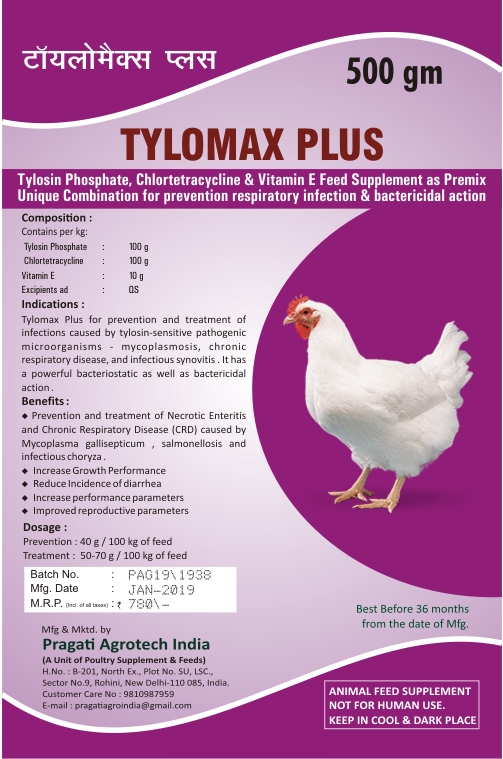 टॉयलोमैक्स प्लस
500 gm
TYLOMAX PLUS
Tylosin Phosphate, Chlortetracycline & Vitamin E Feed Supplement as Premix
Unique Combination for prevention respiratory infection & bactericidal action
Composition :
Contains per kg:
Tylosin Phosphate : 100 g
Chlortetracycline : 100 g
Vitamin E : 10 g
Excipients ad : QS
Indications :
Tylomax Plus for prevention and treatment of
infections caused by tylosin-sensitive pathogenic
microorganisms - mycoplasmosis, chronic
respiratory disease, and infectious synovitis . It has
a powerful bacteriostatic as well as bactericidal
action .
Benefits :
◆ Prevention and treatment of Necrotic Enteritis
and Chronic Respiratory Disease (CRD) caused by
Mycoplasma gallisepticum , salmonellosis and
infectious choryza .
◆ Increase Growth Performance
◆ Reduce Incidence of diarrhea
◆ Increase performance parameters
◆ Improved reproductive parameters
Dosage :
Prevention : 40 g / 100 kg of feed
Treatment : 50-70 g / 100 kg of feed
Batch No. : PAG19\1938
Mfg. Date : JAN-2019
M.R.P. (Incl. of all taxes) : ₹ 780\-
Best Before 36 months
from the date of Mfg.
Mfg & Mktd. by
Pragati Agrotech India
(A Unit of Poultry Supplement & Feeds)
H.No. : B-201, North Ex., Plot No. SU, LSC.,
Sector No.9, Rohini, New Delhi-110 085, India.
Customer Care No : 9810987959
E-mail : pragatiagroindia@gmail.com
ANIMAL FEED SUPPLEMENT
NOT FOR HUMAN USE.
KEEP IN COOL & DARK PLACE